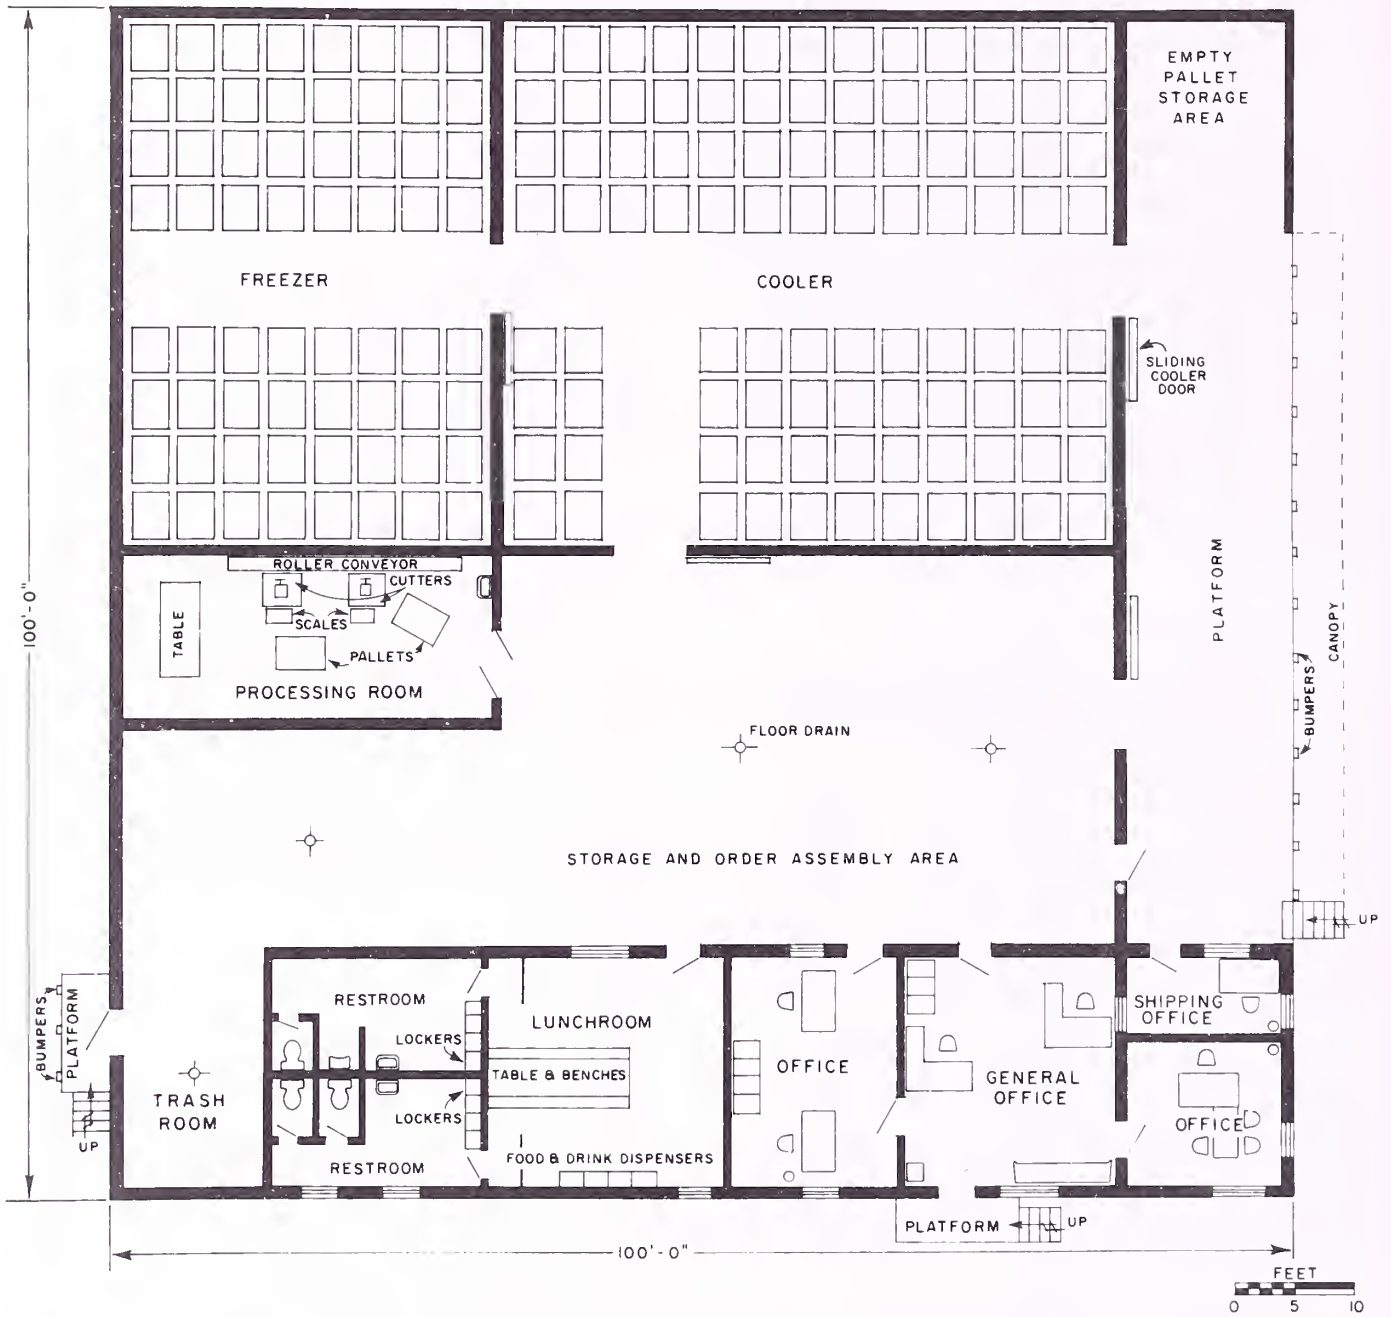 EMPTY
PALLET
STORAGE
AREA
FREEZER
COOLER
SLIDING
COOLER
DOOR
100'-0"
ROLLER CONVEYOR
CUTTERS
SCALES
TABLE
PALLETS
PROCESSING ROOM
PLATFORM
CANOPY
BUMPERS
FLOOR DRAIN
STORAGE AND ORDER ASSEMBLY AREA
UP
BUMPERS
PLATFORM
UP
TRASH
ROOM
RESTROOM
LOCKERS
LOCKERS
RESTROOM
LUNCHROOM
TABLE & BENCHES
FOOD & DRINK DISPENSERS
OFFICE
GENERAL
OFFICE
SHIPPING
OFFICE
OFFICE
PLATFORM
UP
100'-0"
FEET
0 5 10